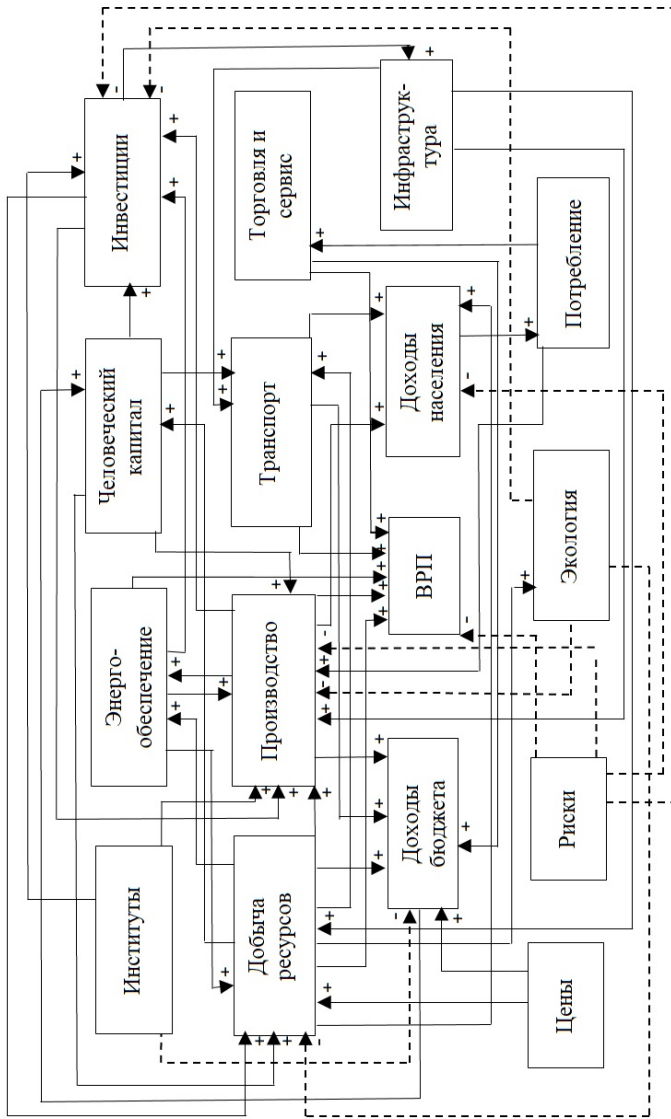 Институты
Энерго-
обеспечение
Человеческий
капитал
Инвестиции
Добыча
ресурсов
Производство
Транспорт
Торговля и
сервис
Доходы
бюджета
ВРП
Доходы
населения
Инфраструк-
тура
Цены
Риски
Экология
Потребление